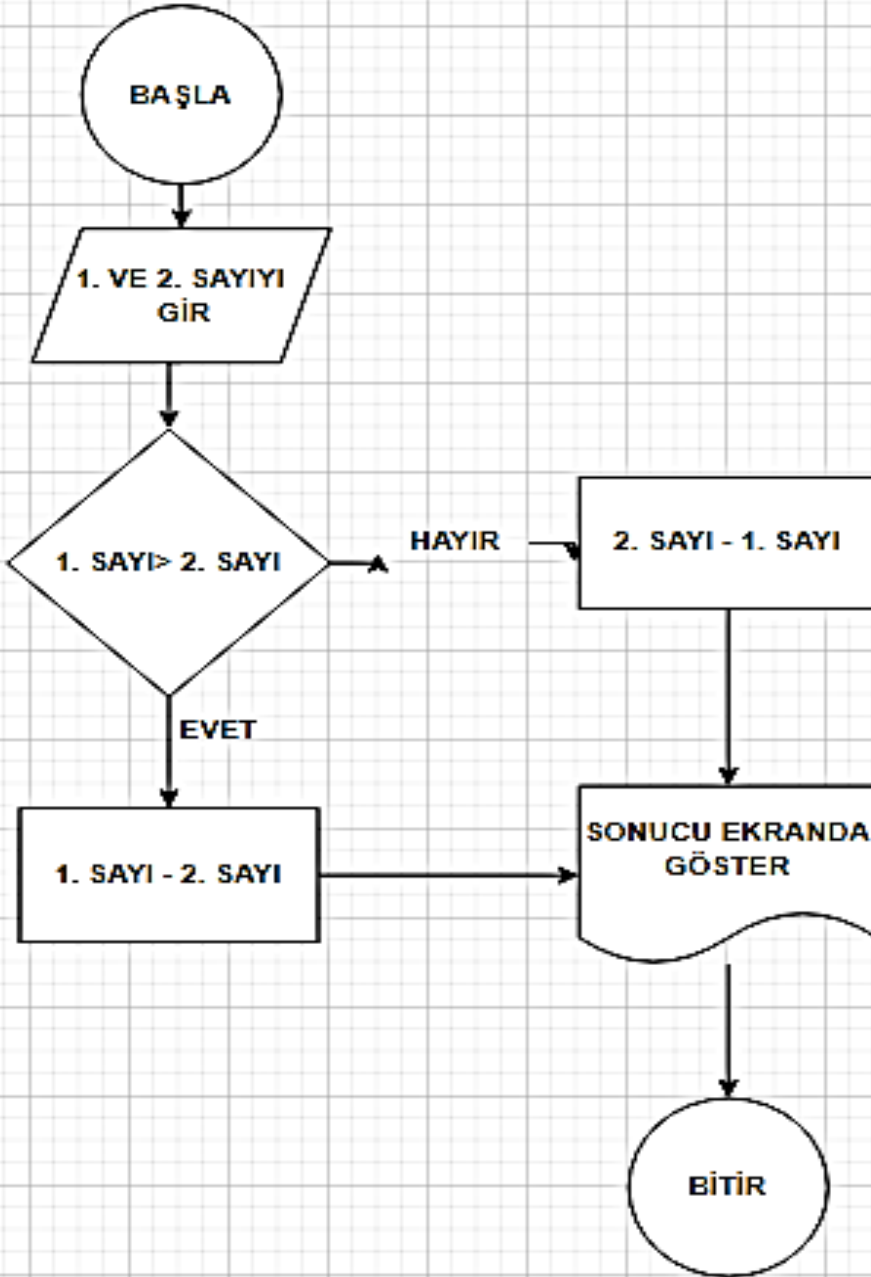 BAŞLA
1. VE 2. SAYIYI
GİR
1. SAYI> 2. SAYI
HAYIR
2. SAYI - 1. SAYI
EVET
1. SAYI - 2. SAYI
SONUCU EKRANDA
GÖSTER
BİTİR